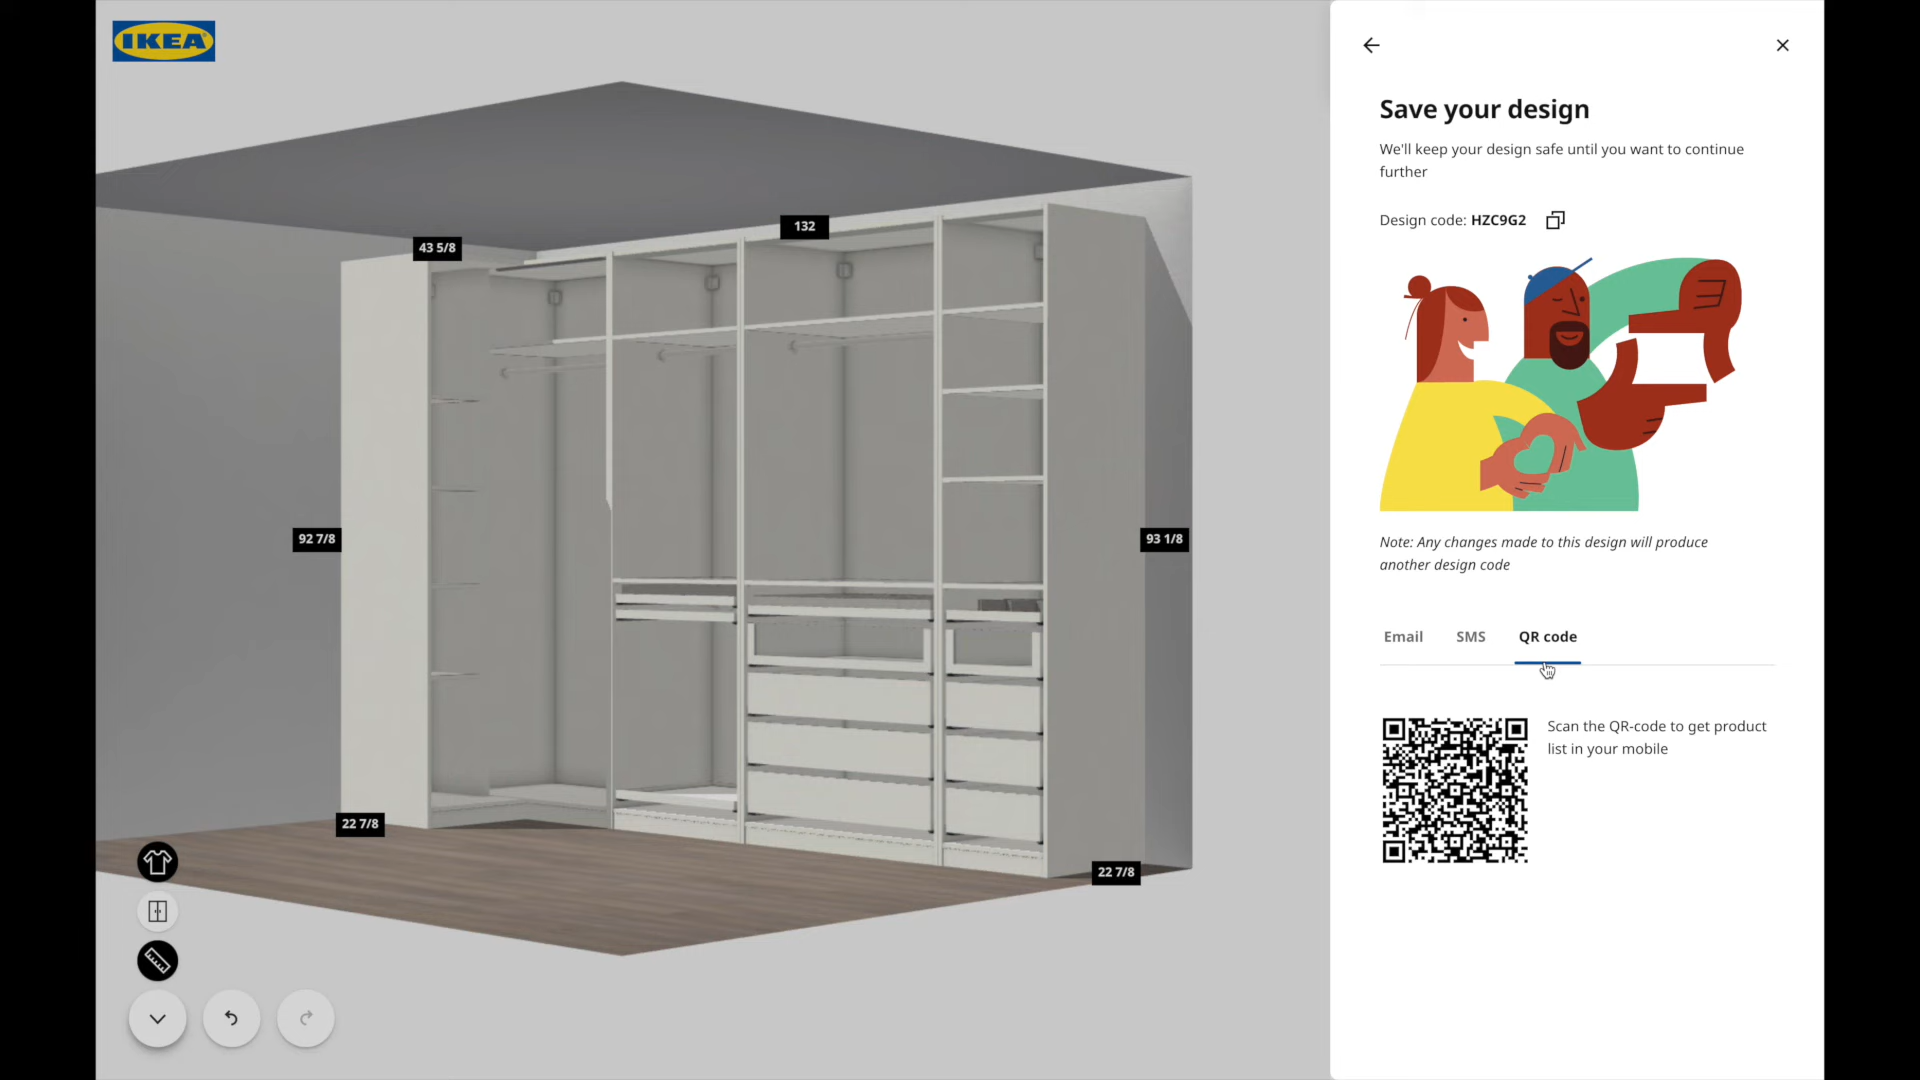 IKEA
43 5/8
132
92 7/8
93 1/8
22 7/8
22 7/8
Save your design
We'll keep your design safe until you want to continue
further
Design code: HZC9G2
Note: Any changes made to this design will produce
another design code
Email SMS QR code
Scan the QR-code to get product
list in your mobile